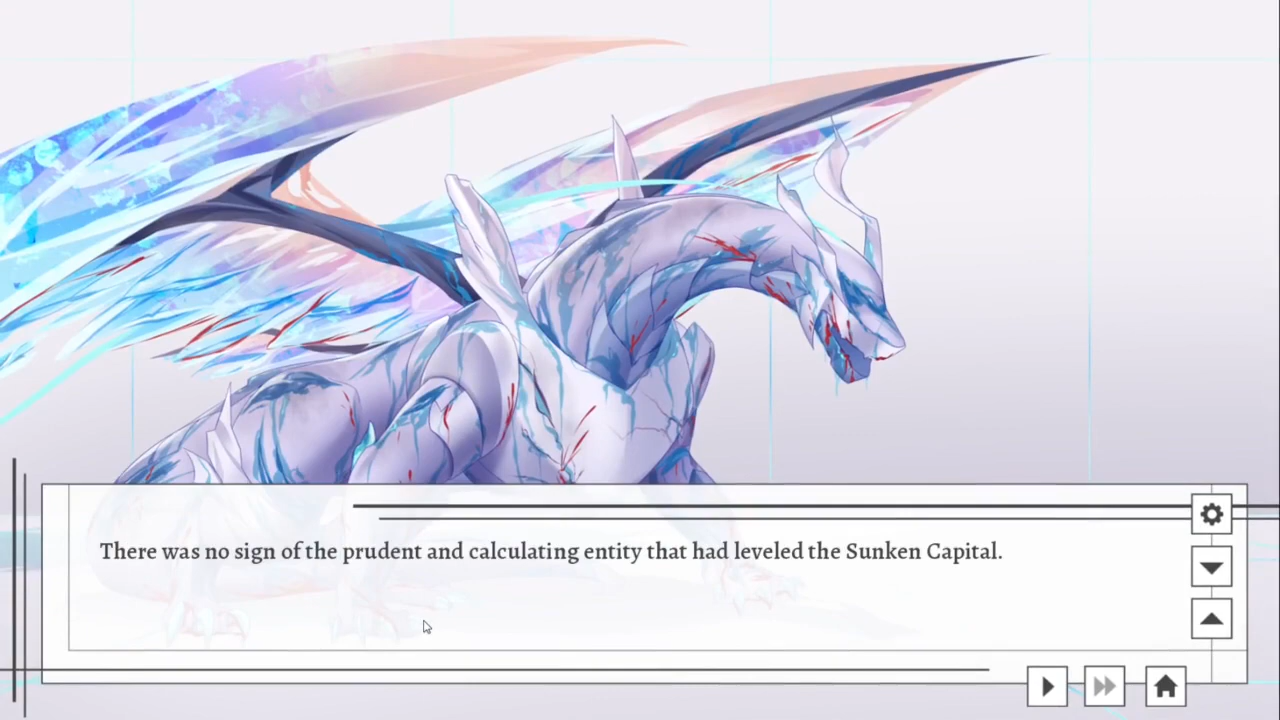 There was no sign of the prudent and calculating entity that had leveled the Sunken Capital.